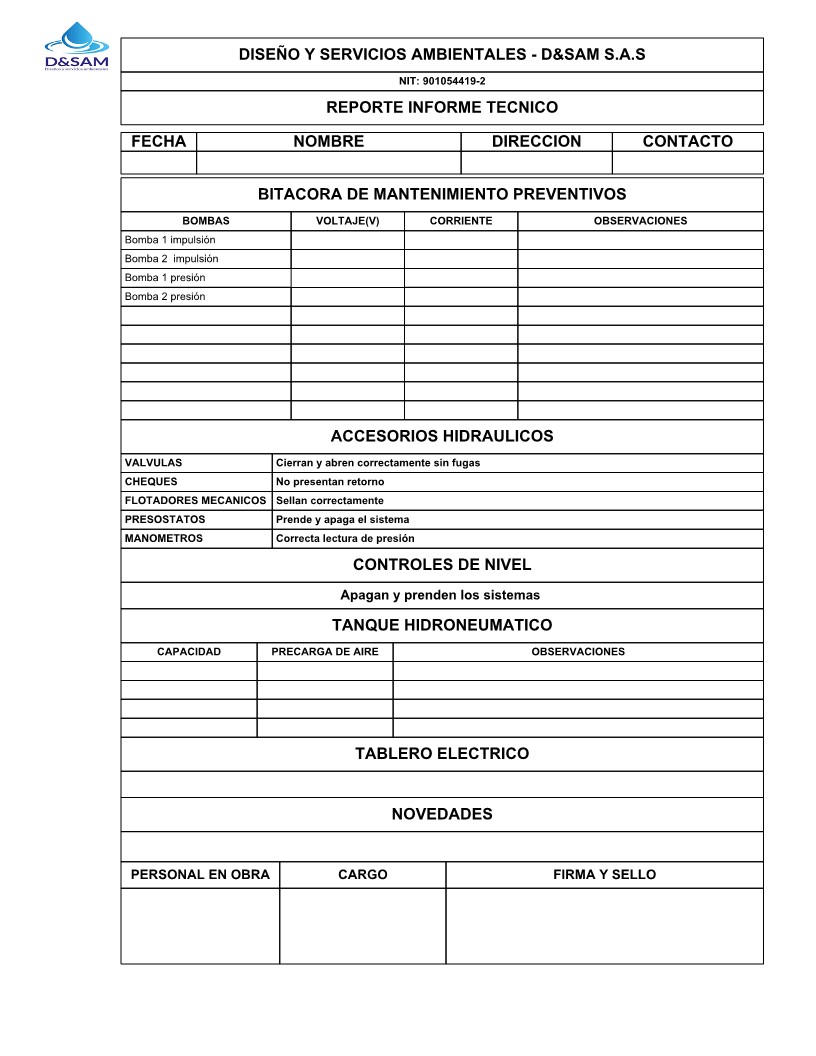 D&SAM
DISEÑO Y SERVICIOS AMBIENTALES - D&SAM S.A.S
NIT: 901054419-2
REPORTE INFORME TECNICO
FECHA NOMBRE DIRECCION CONTACTO
BITACORA DE MANTENIMIENTO PREVENTIVOS
BOMBAS VOLTAJE(V) CORRIENTE OBSERVACIONES
Bomba 1 impulsión
Bomba 2 impulsión
Bomba 1 presión
Bomba 2 presión
ACCESORIOS HIDRAULICOS
VALVULAS Cierran y abren correctamente sin fugas
CHEQUES No presentan retorno
FLOTADORES MECANICOS Sellan correctamente
PRESOSTATOS Prende y apaga el sistema
MANOMETROS Correcta lectura de presión
CONTROLES DE NIVEL
Apagan y prenden los sistemas
TANQUE HIDRONEUMATICO
CAPACIDAD PRECARGA DE AIRE OBSERVACIONES
TABLERO ELECTRICO
NOVEDADES
PERSONAL EN OBRA CARGO FIRMA Y SELLO